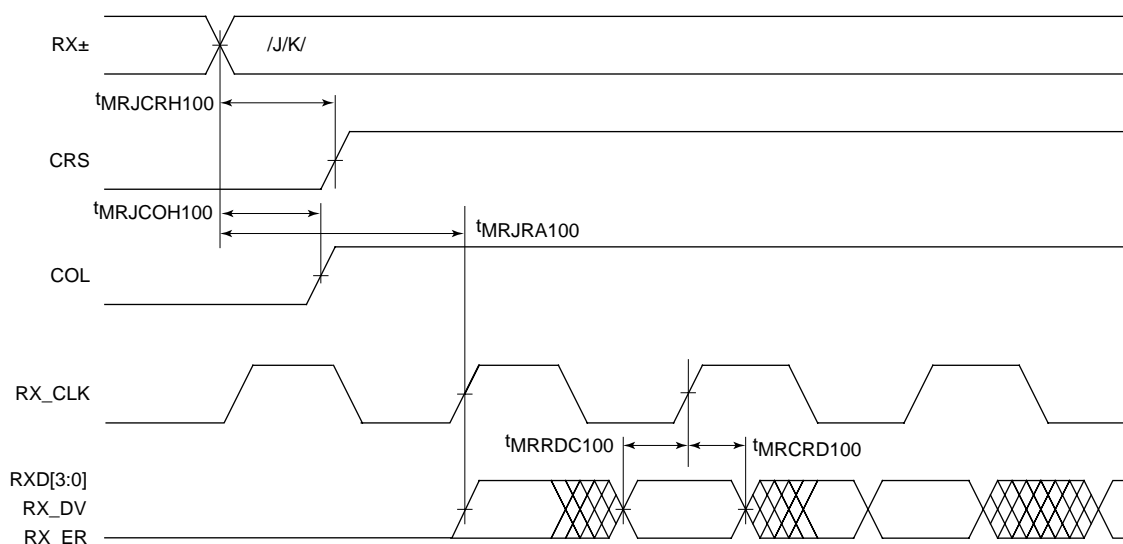 RX± /J/K/
tMRJCRH100
CRS
tMRJCOH100
tMRJRA100
COL
RX_CLK
tMRRDC100 tMRCRD100
RXD[3:0]
RX_DV
RX_ER